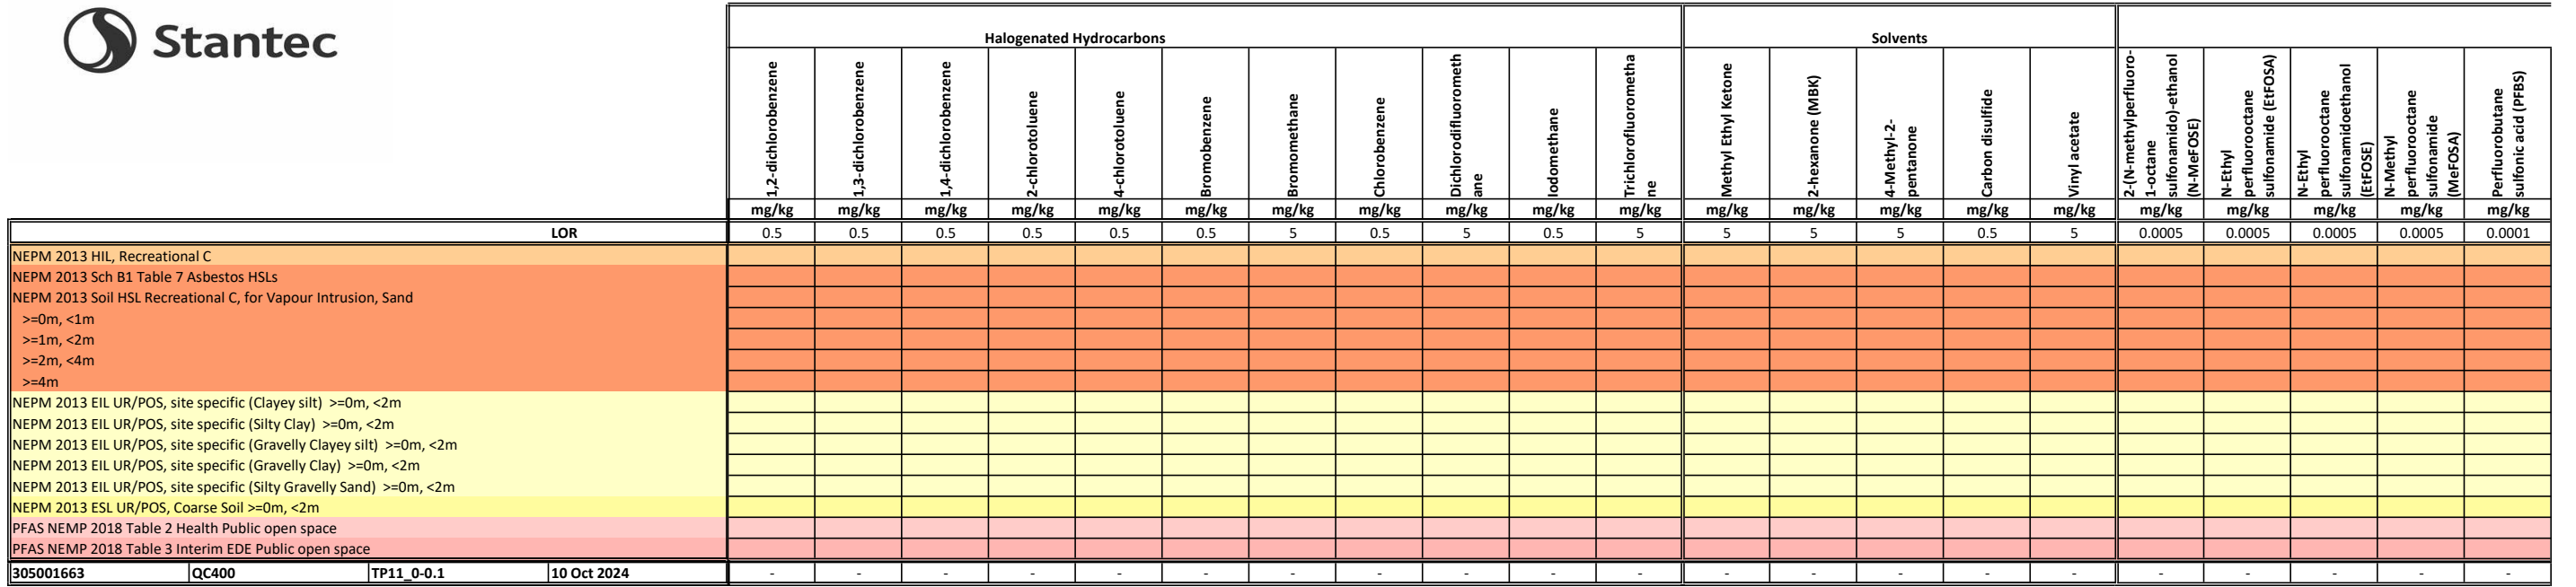 Stantec
Halogenated Hydrocarbons
Solvents
1,2-dichlorobenzene
1,3-dichlorobenzene
1,4-dichlorobenzene
2-chlorotoluene
4-chlorotoluene
Bromobenzene
Bromomethane
Chlorobenzene
Dichlorodifluorometh
ane
Iodomethane
Trichlorofluorometha
ne
Methyl Ethyl Ketone
2-hexanone (MBK)
4-Methyl-2-
pentanone
Carbon disulfide
Vinyl acetate
2-(N-methylperfluoro-
1-octane
sulfonamido)-ethanol
(N-MeFOSE)
N-Ethyl
perfluorooctane
sulfonamide (EtFOSA)
N-Ethyl
perfluorooctane
sulfonamidoethanol
(EtFOSE)
N-Methyl
perfluorooctane
sulfonamide
(MeFOSA)
Perfluorobutane
sulfonic acid (PFBS)
mg/kg mg/kg mg/kg mg/kg mg/kg mg/kg mg/kg mg/kg mg/kg mg/kg mg/kg mg/kg mg/kg mg/kg mg/kg mg/kg mg/kg mg/kg mg/kg mg/kg mg/kg
LOR 0.5 0.5 0.5 0.5 0.5 0.5 5 0.5 5 0.5 5 5 5 5 0.5 5 0.0005 0.0005 0.0005 0.0005 0.0001
NEPM 2013 HIL, Recreational C
NEPM 2013 Sch B1 Table 7 Asbestos HSLs
NEPM 2013 Soil HSL Recreational C, for Vapour Intrusion, Sand
>=0m, <1m
>=1m, <2m
>=2m, <4m
>=4m
NEPM 2013 EIL UR/POS, site specific (Clayey silt) >=0m, <2m
NEPM 2013 EIL UR/POS, site specific (Silty Clay) >=0m, <2m
NEPM 2013 EIL UR/POS, site specific (Gravelly Clayey silt) >=0m, <2m
NEPM 2013 EIL UR/POS, site specific (Gravelly Clay) >=0m, <2m
NEPM 2013 EIL UR/POS, site specific (Silty Gravelly Sand) >=0m, <2m
NEPM 2013 ESL UR/POS, Coarse Soil >=0m, <2m
PFAS NEMP 2018 Table 2 Health Public open space
PFAS NEMP 2018 Table 3 Interim EDE Public open space
305001663 QC400 TP11_0-0.1 10 Oct 2024 - - - - - - - - - - - - - - - - - - - - -